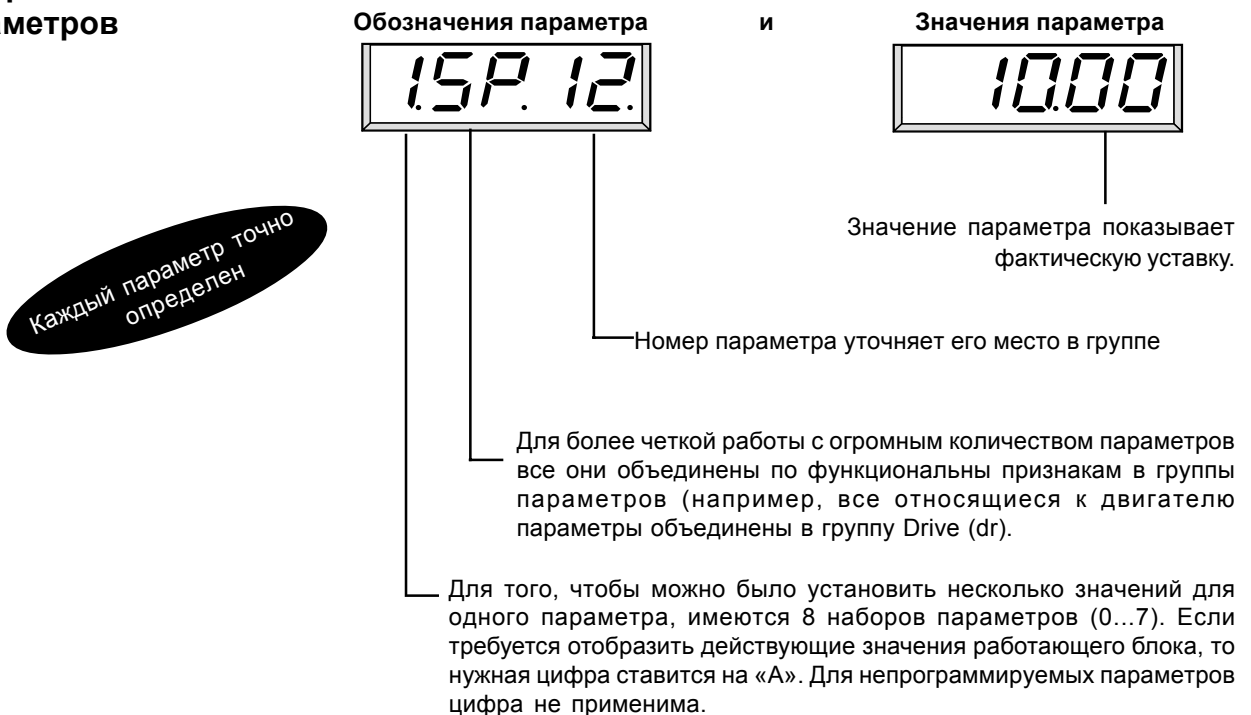 аметров
Обозначения параметра и Значения параметра
1.SP. 12. 10.00
Каждый параметр точно
определен
Значение параметра показывает
фактическую уставку.
Номер параметра уточняет его место в группе
Для более четкой работы с огромным количеством параметров
все они объединены по функциональны признакам в группы
параметров (например, все относящиеся к двигателю
параметры объединены в группу Drive (dr).
Для того, чтобы можно было установить несколько значений для
одного параметра, имеются 8 наборов параметров (0...7). Если
требуется отобразить действующие значения работающего блока, то
нужная цифра ставится на «А». Для непрограммируемых параметров
цифра не применима.